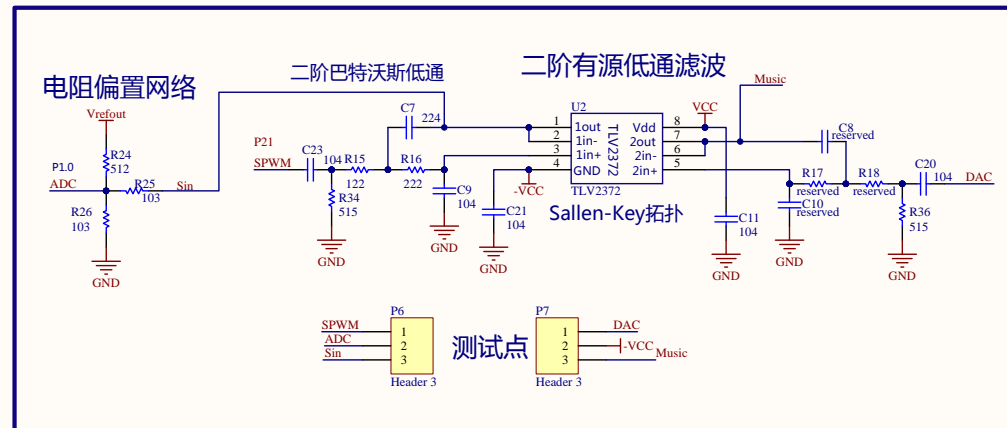 电阻偏置网络
二阶巴特沃斯低通
二阶有源低通滤波
Vrefout
R24
512
P1.0
ADC
R25
103
Sin
R26
103
GND
P21
SPWM
C23
104
R15
122
R34
515
GND
C7
224
R16
222
C9
104
GND
C21
104
GND
-VCC
U2
1 1out Vdd 8
2 1in- 2out 7
3 1in+ 2in- 6
4 GND 2in+ 5
TLV2372
TLV2372
Sallen-Key拓扑
VCC
C11
104
GND
Music
C8
reserved
R17
reserved
R18
reserved
C10
reserved
GND
C20
104
DAC
R36
515
GND
P6
SPWM 1
ADC 2
Sin 3
Header 3
测试点
P7
1 DAC
2 -VCC
3 Music
Header 3